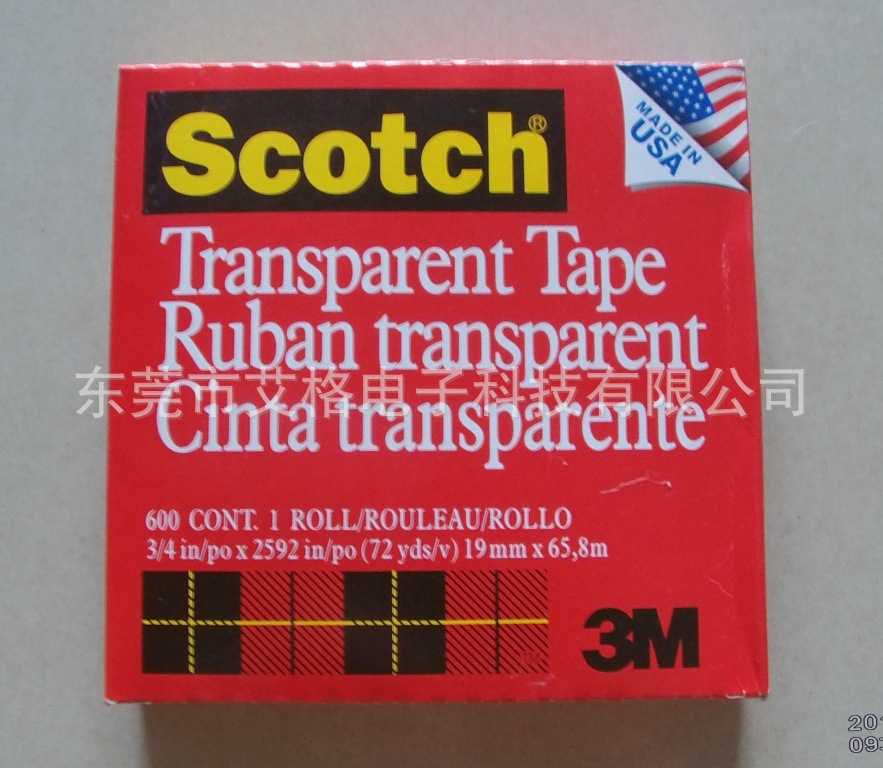 Scotch®
MADE IN
USA
Transparent Tape
Ruban transparent
东莞市艾格电子科技有限公司
Cinta transparente
600 CONT. 1 ROLL/ROULEAU/ROLLO
3/4 in/po x 2592 in/po (72 yds/v) 19mm x 65,8m
TM
3M